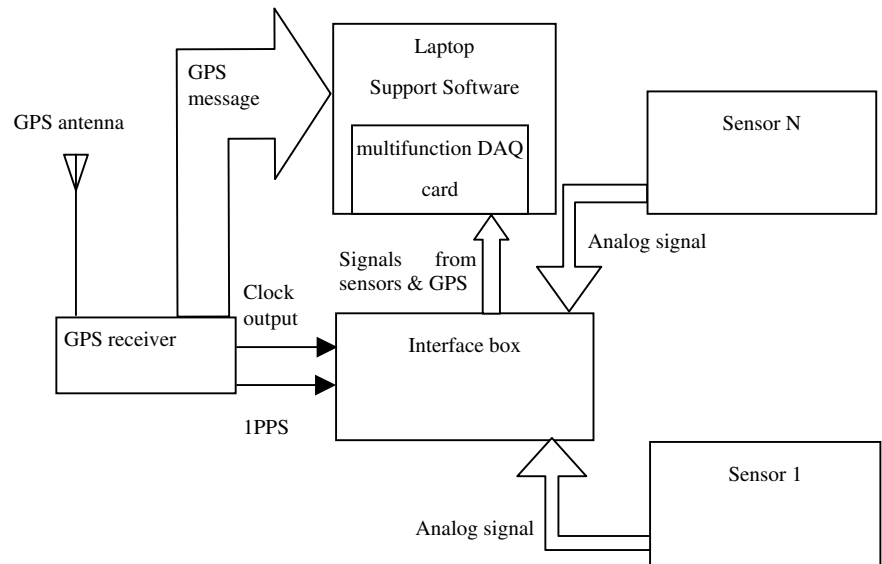 Laptop
Support Software
multifunction DAQ
card
GPS
message
GPS antenna
Sensor N
Analog signal
Signals from
sensors & GPS
Clock
output
GPS receiver
Interface box
1PPS
Sensor 1
Analog signal